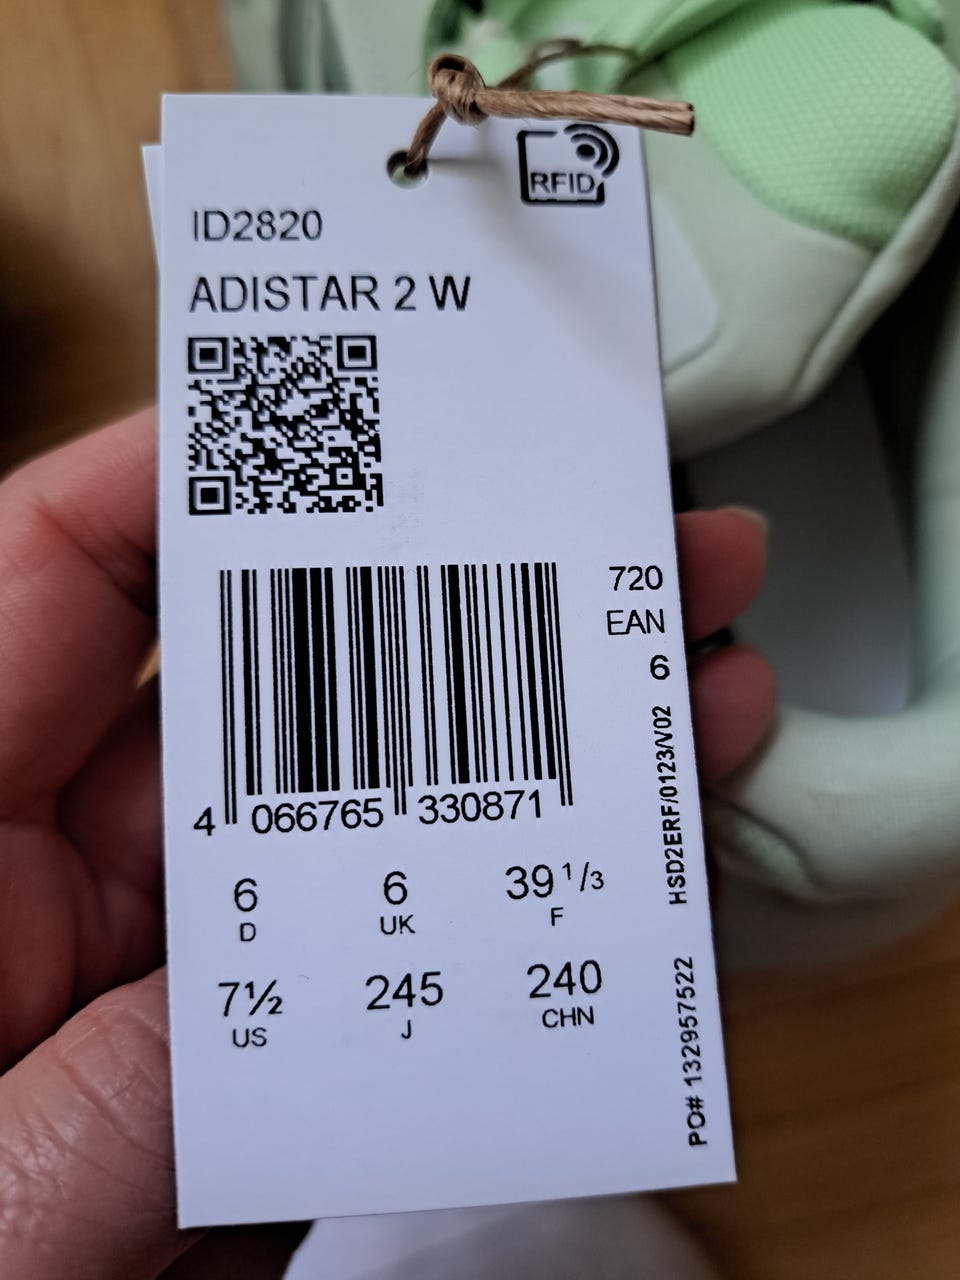 RFID
ID2820
ADISTAR 2 W
720
EAN
6
4 066765 330871
HSD2ERF/0123/V02
6 6 39 1/3
D UK F
7½ 245 240
US J CHN
PO# 132957522